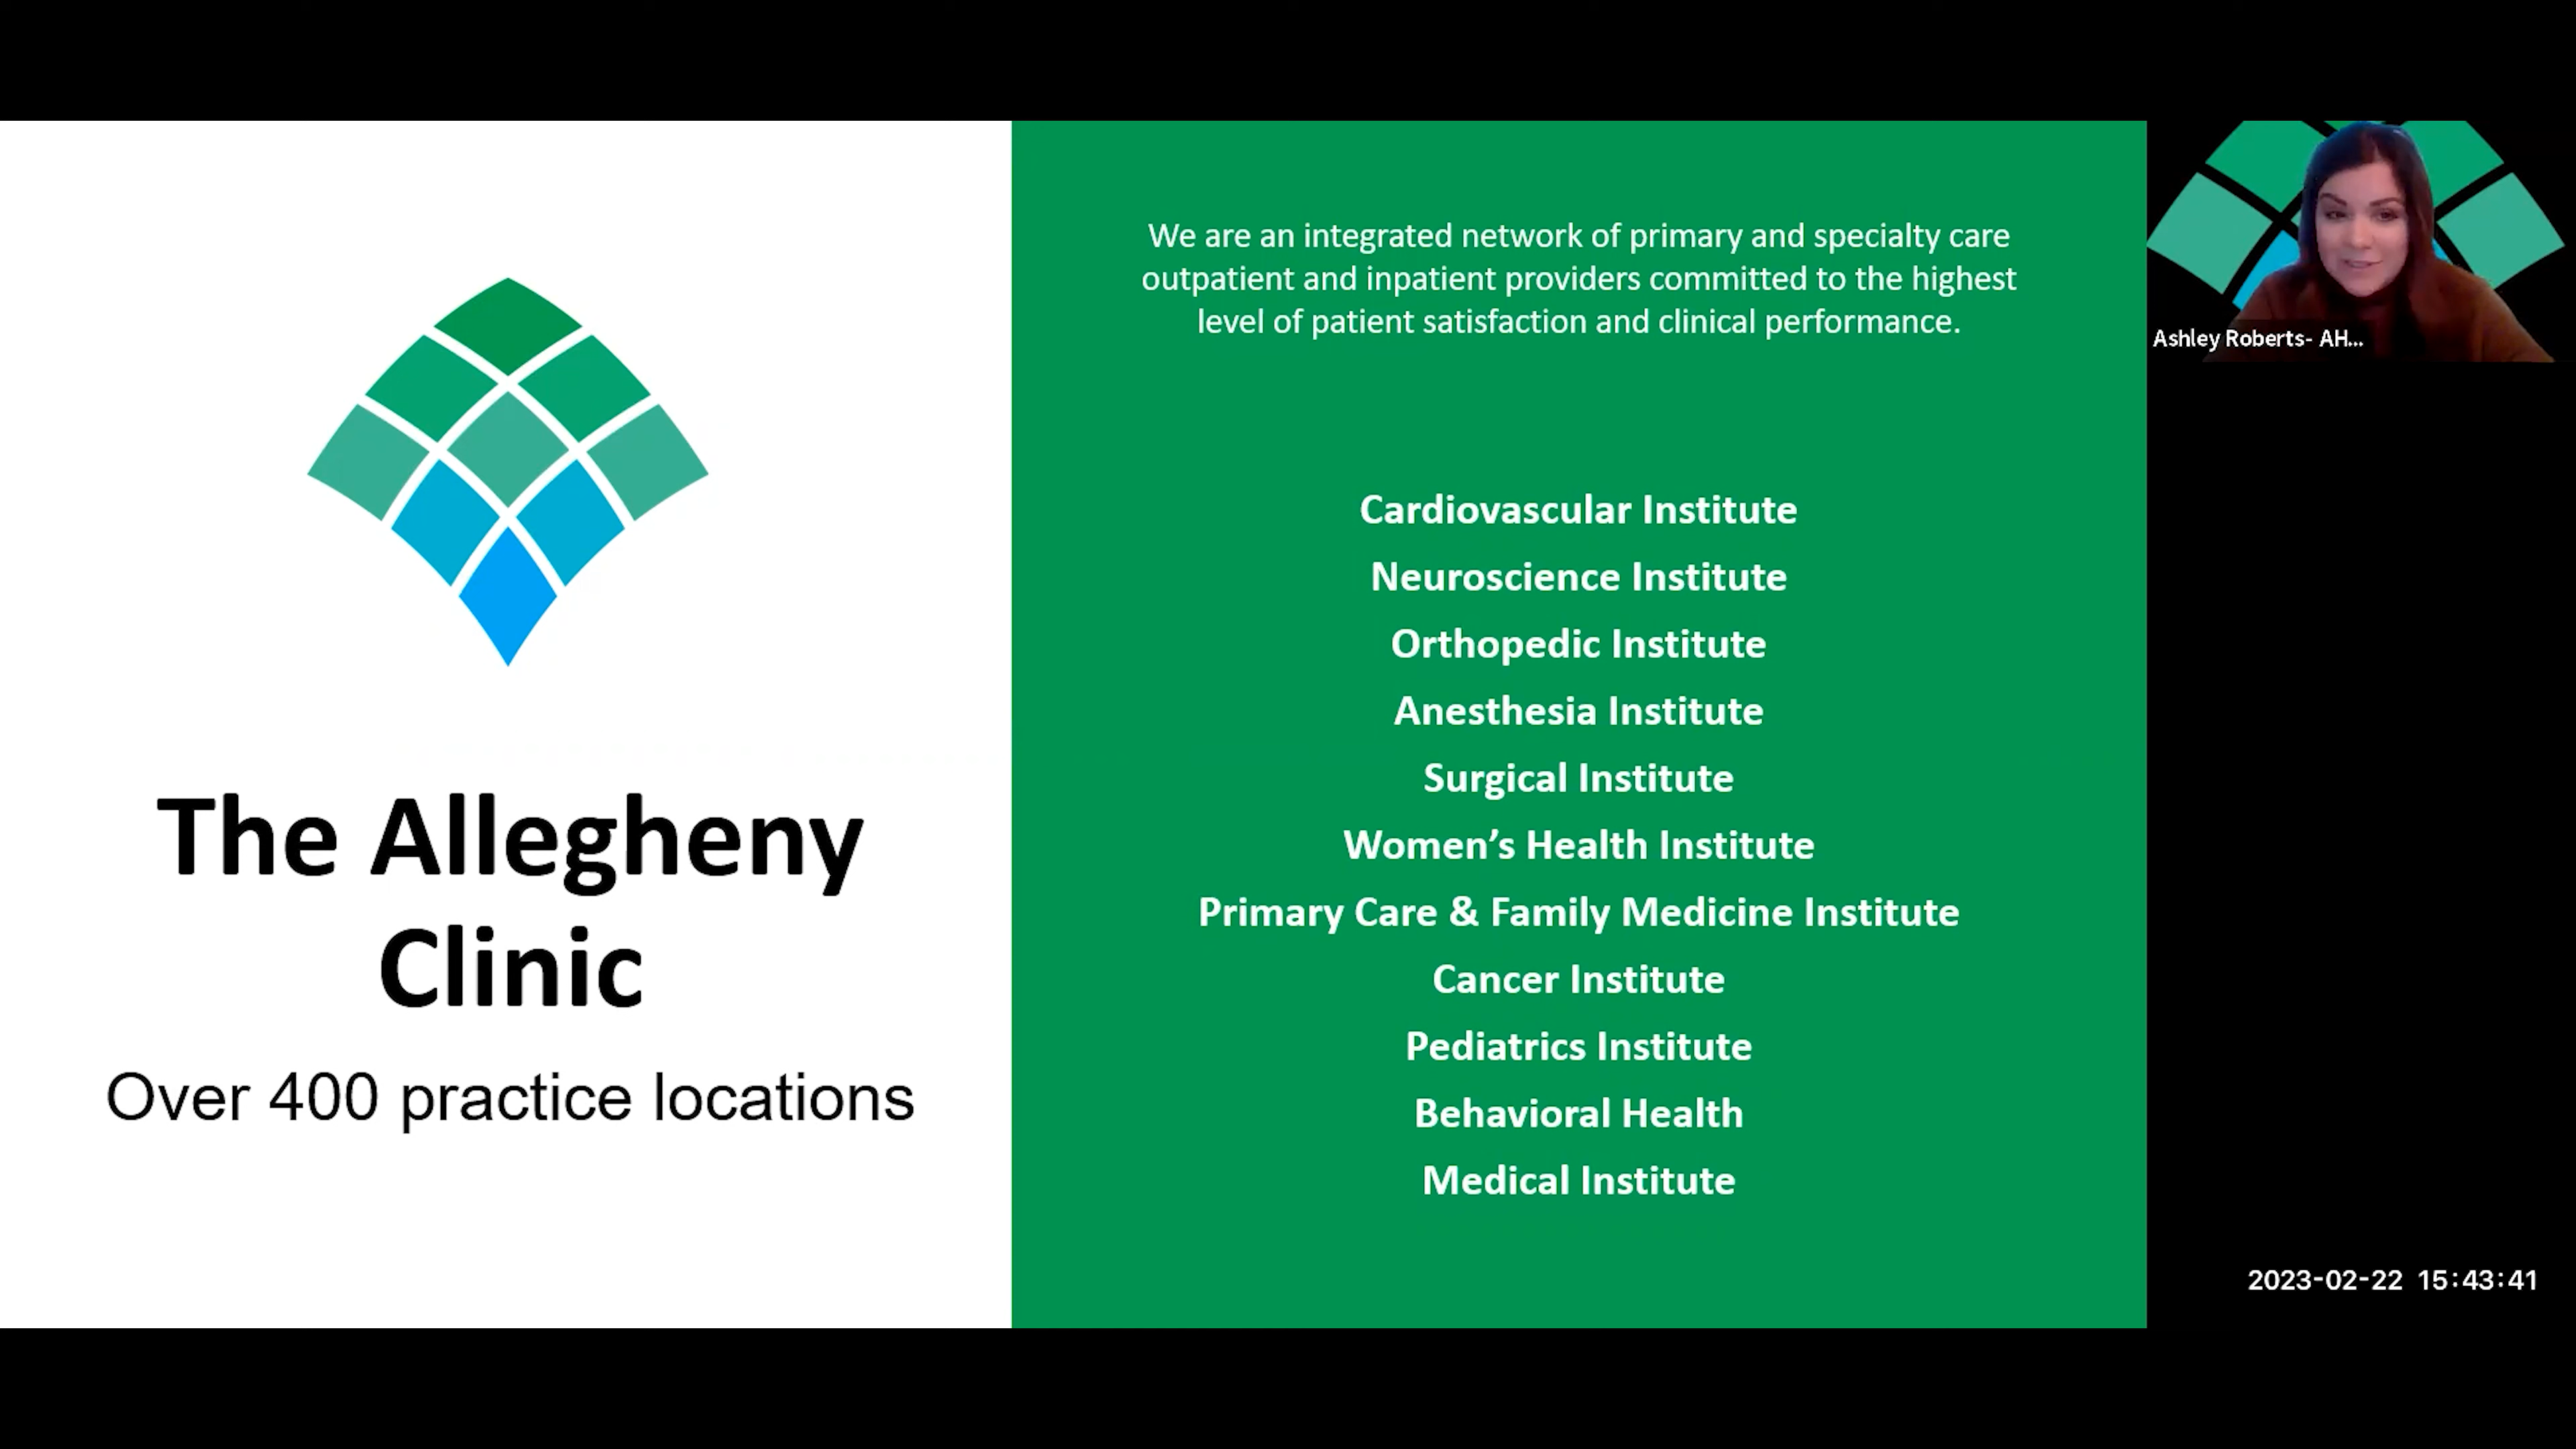 The Allegheny
Clinic
Over 400 practice locations
We are an integrated network of primary and specialty care
outpatient and inpatient providers committed to the highest
level of patient satisfaction and clinical performance.
Cardiovascular Institute
Neuroscience Institute
Orthopedic Institute
Anesthesia Institute
Surgical Institute
Women’s Health Institute
Primary Care & Family Medicine Institute
Cancer Institute
Pediatrics Institute
Behavioral Health
Medical Institute
Ashley Roberts- AH...
2023-02-22 15:43:41